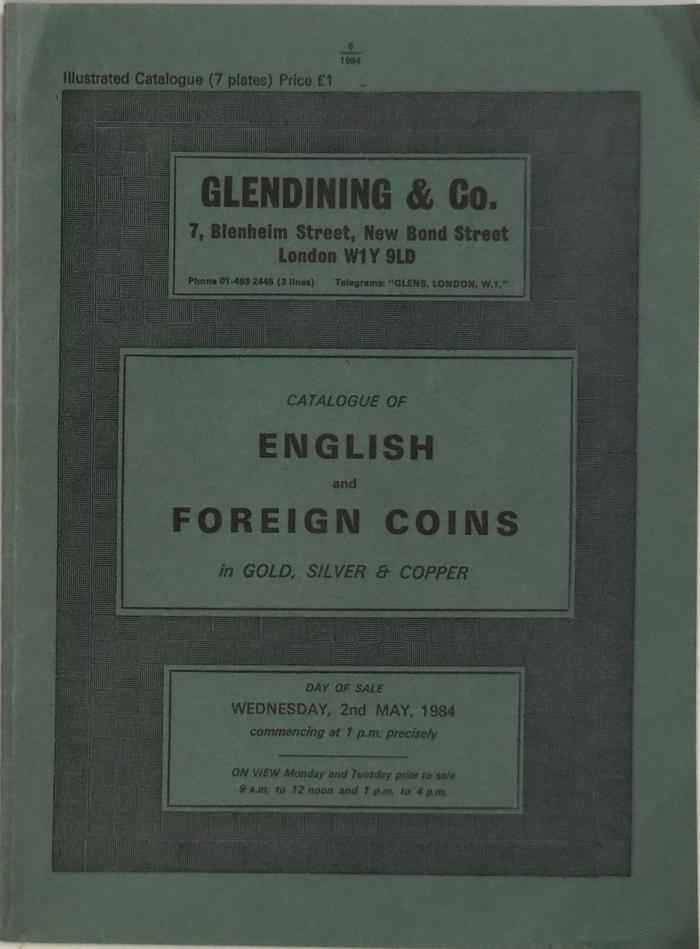 6
1984
Illustrated Catalogue (7 plates) Price £1
GLENDINING & Co.
7, Blenheim Street, New Bond Street
London W1Y 9LD
Phone 01-493 2445 (3 lines) Telegrams: "GLENS, LONDON, W.1."
CATALOGUE OF
ENGLISH
and
FOREIGN COINS
in GOLD, SILVER & COPPER
DAY OF SALE
WEDNESDAY, 2nd MAY, 1984
commencing at 1 p.m. precisely
ON VIEW Monday and Tuesday prior to sale
9 a.m. to 12 noon and 1 p.m. to 4 p.m.